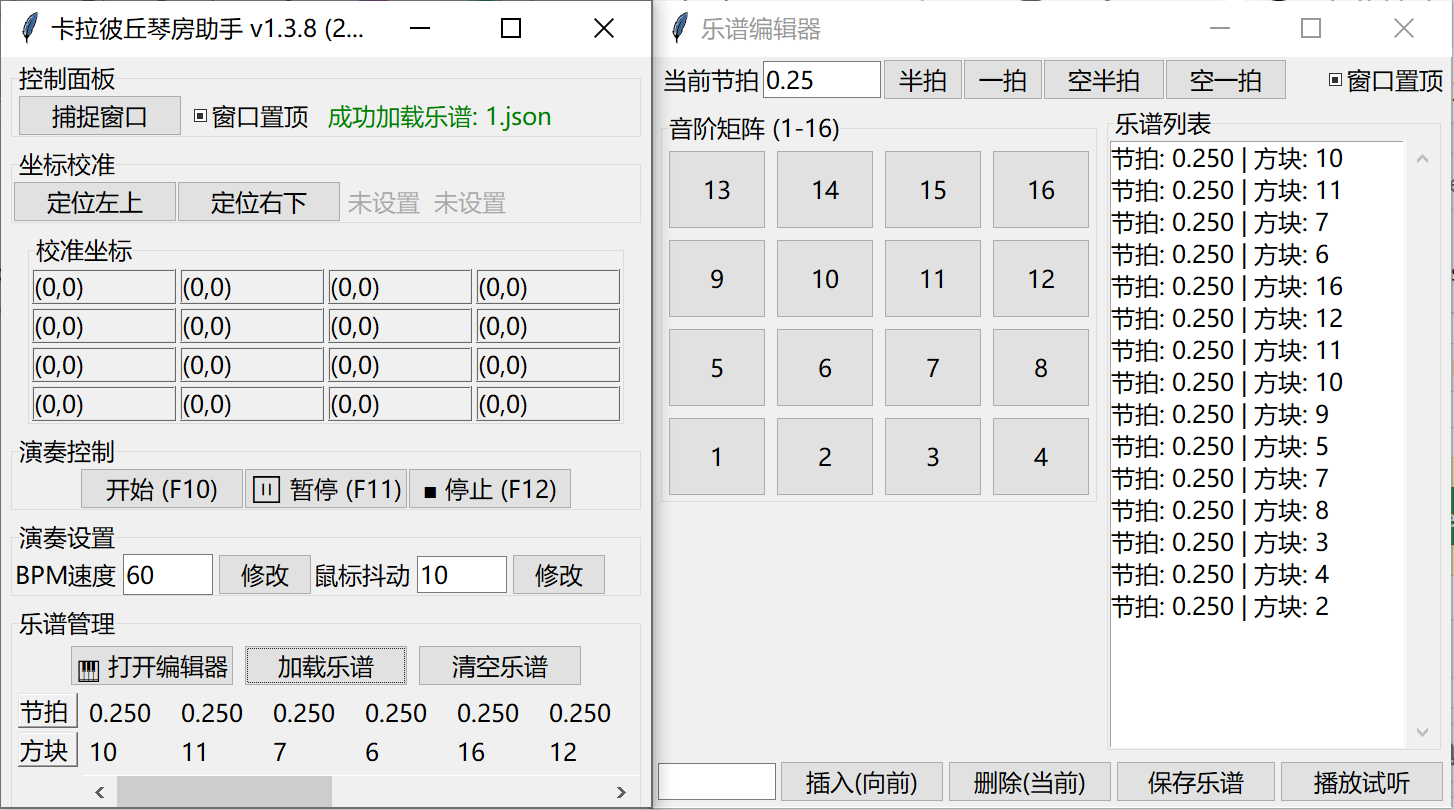 卡拉彼丘琴房助手 v1.3.8 (2...
控制面板
捕捉窗口 窗口置顶 成功加载乐谱: 1.json
坐标校准
定位左上 定位右下 未设置 未设置
校准坐标
(0,0) (0,0) (0,0) (0,0)
(0,0) (0,0) (0,0) (0,0)
(0,0) (0,0) (0,0) (0,0)
(0,0) (0,0) (0,0) (0,0)
演奏控制
开始 (F10) ⏸ 暂停 (F11) ■ 停止 (F12)
演奏设置
BPM速度 60 修改 鼠标抖动 10 修改
乐谱管理
🎹 打开编辑器 加载乐谱 清空乐谱
节拍 0.250 0.250 0.250 0.250 0.250 0.250
方块 10 11 7 6 16 12
乐谱编辑器
当前节拍 0.25 半拍 一拍 空半拍 空一拍 窗口置顶
音阶矩阵 (1-16)
13 14 15 16
9 10 11 12
5 6 7 8
1 2 3 4
乐谱列表
节拍: 0.250 | 方块: 10
节拍: 0.250 | 方块: 11
节拍: 0.250 | 方块: 7
节拍: 0.250 | 方块: 6
节拍: 0.250 | 方块: 16
节拍: 0.250 | 方块: 12
节拍: 0.250 | 方块: 11
节拍: 0.250 | 方块: 10
节拍: 0.250 | 方块: 9
节拍: 0.250 | 方块: 5
节拍: 0.250 | 方块: 7
节拍: 0.250 | 方块: 8
节拍: 0.250 | 方块: 3
节拍: 0.250 | 方块: 4
节拍: 0.250 | 方块: 2
插入(向前) 删除(当前) 保存乐谱 播放试听